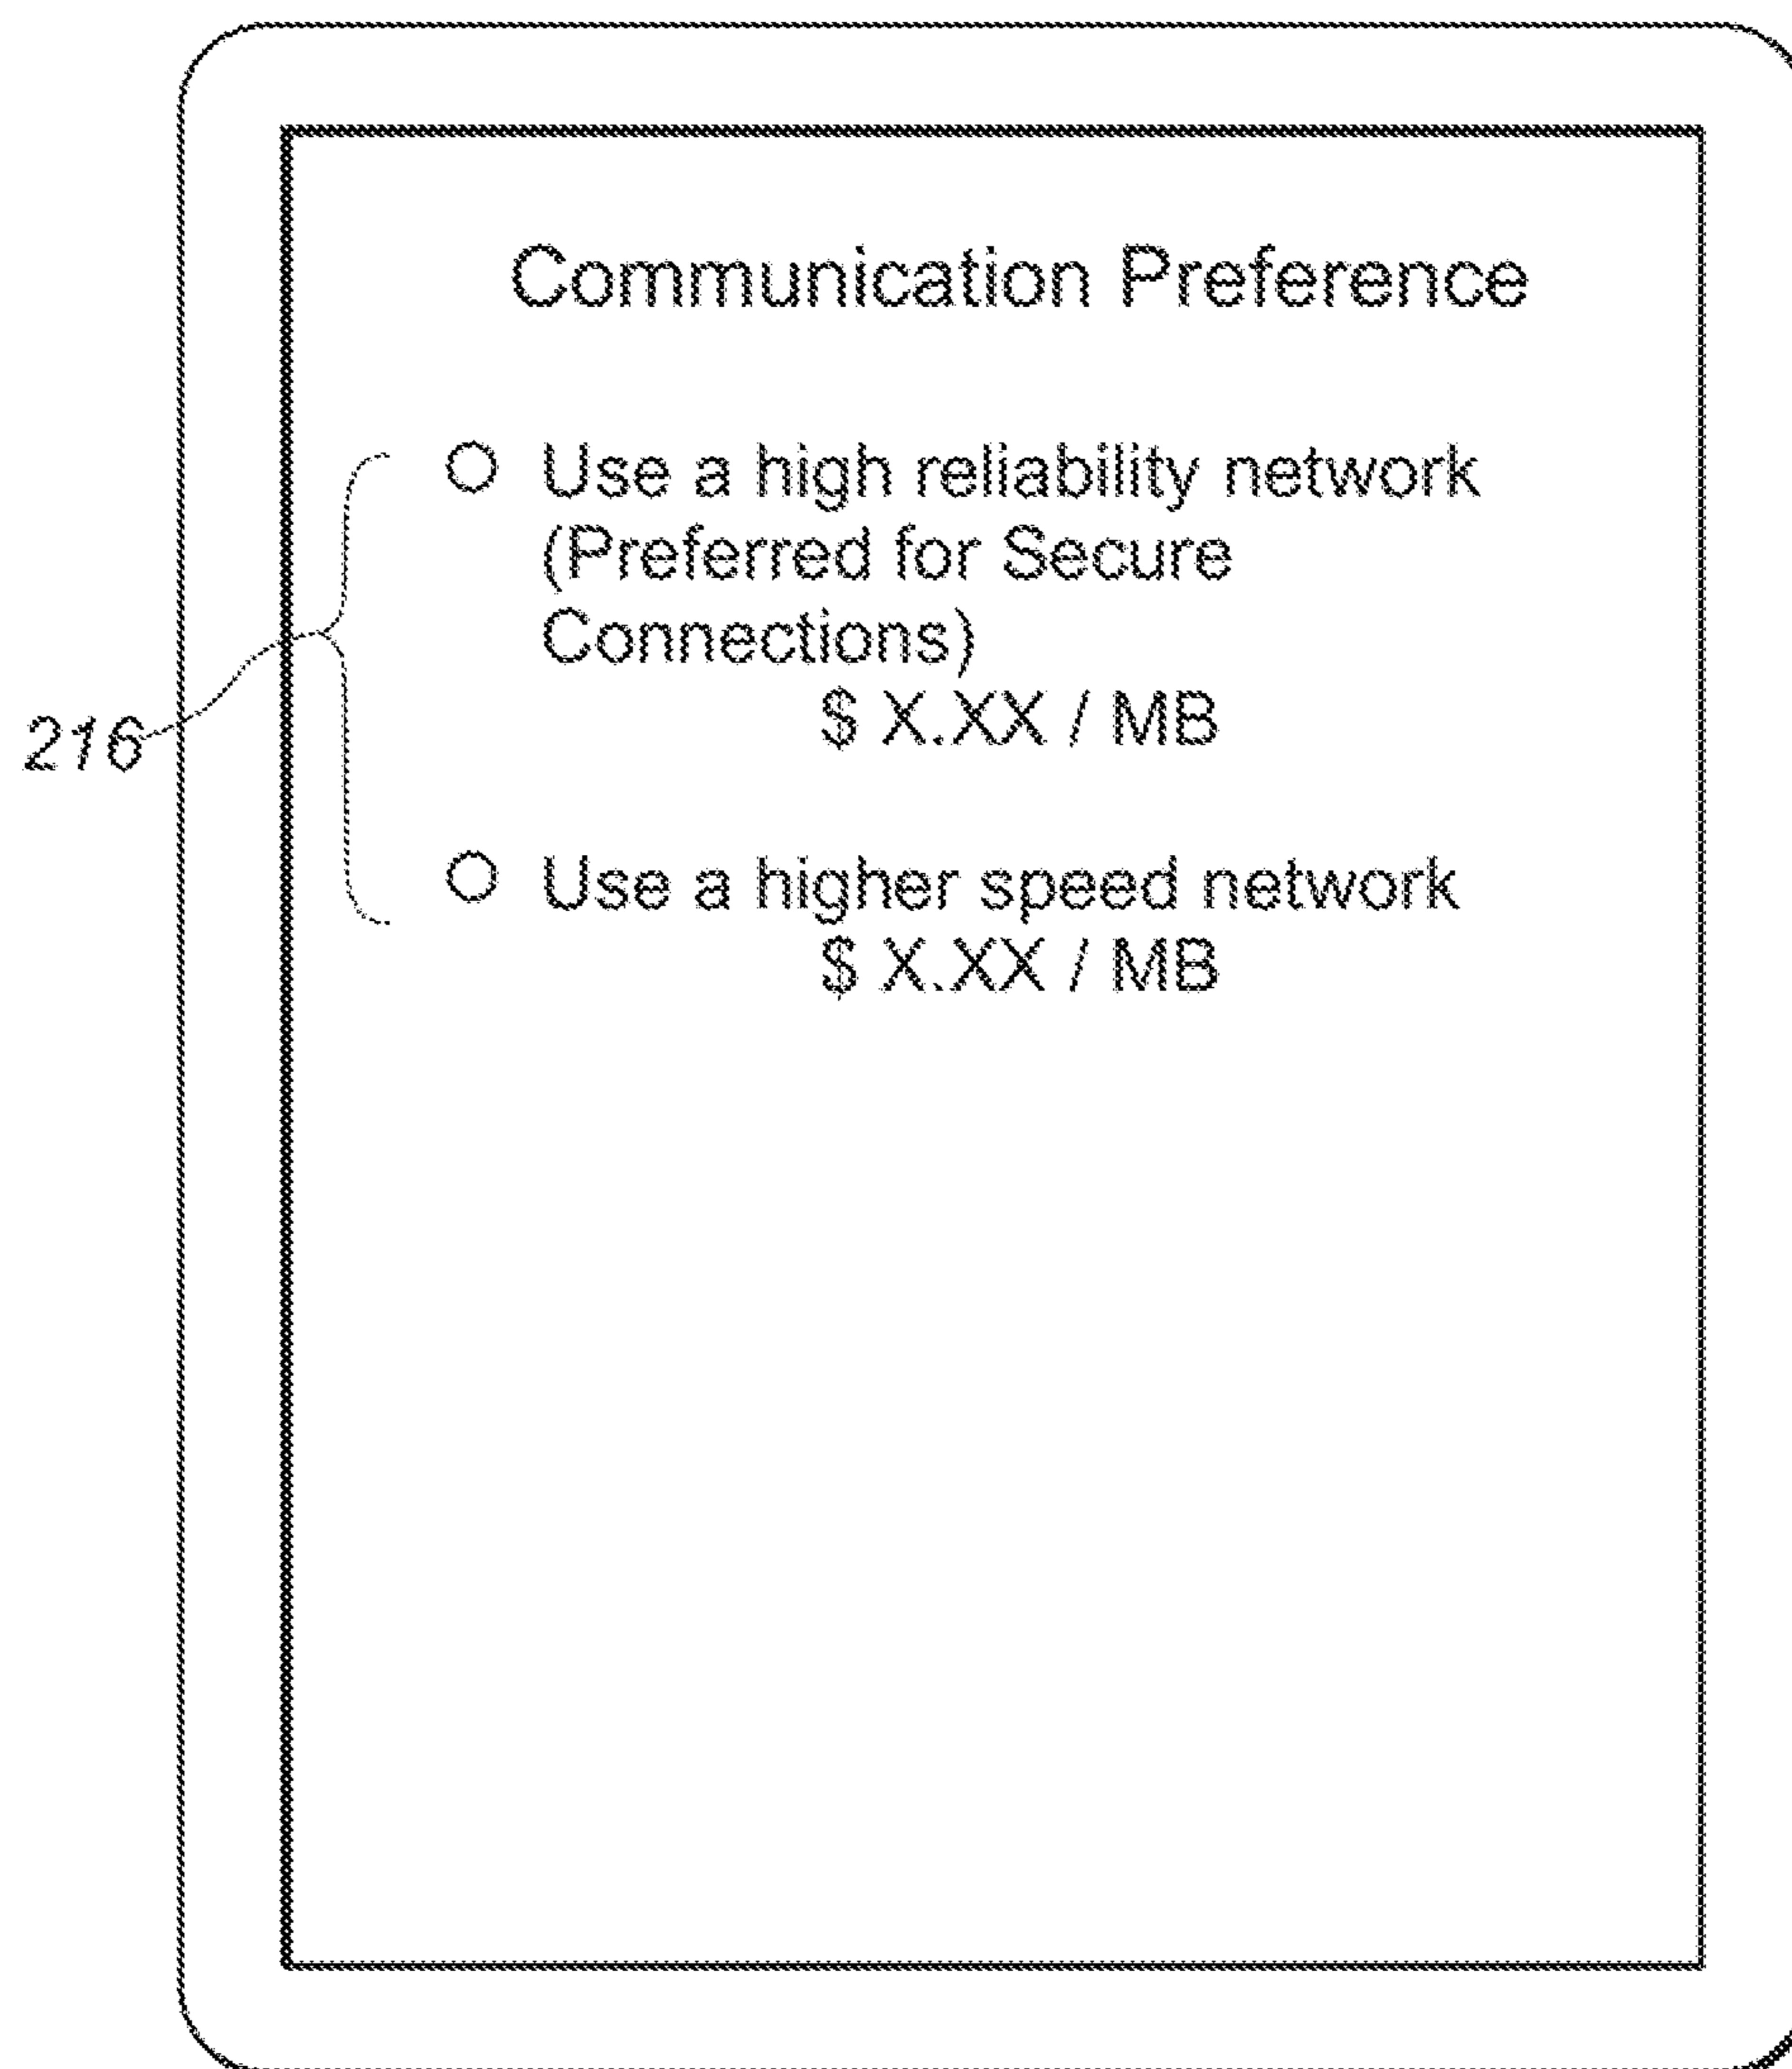 Communication Preference
Use a high reliability network
(Preferred for Secure
Connections)
$ X.XX / MB
216
Use a higher speed network
$ X.XX / MB